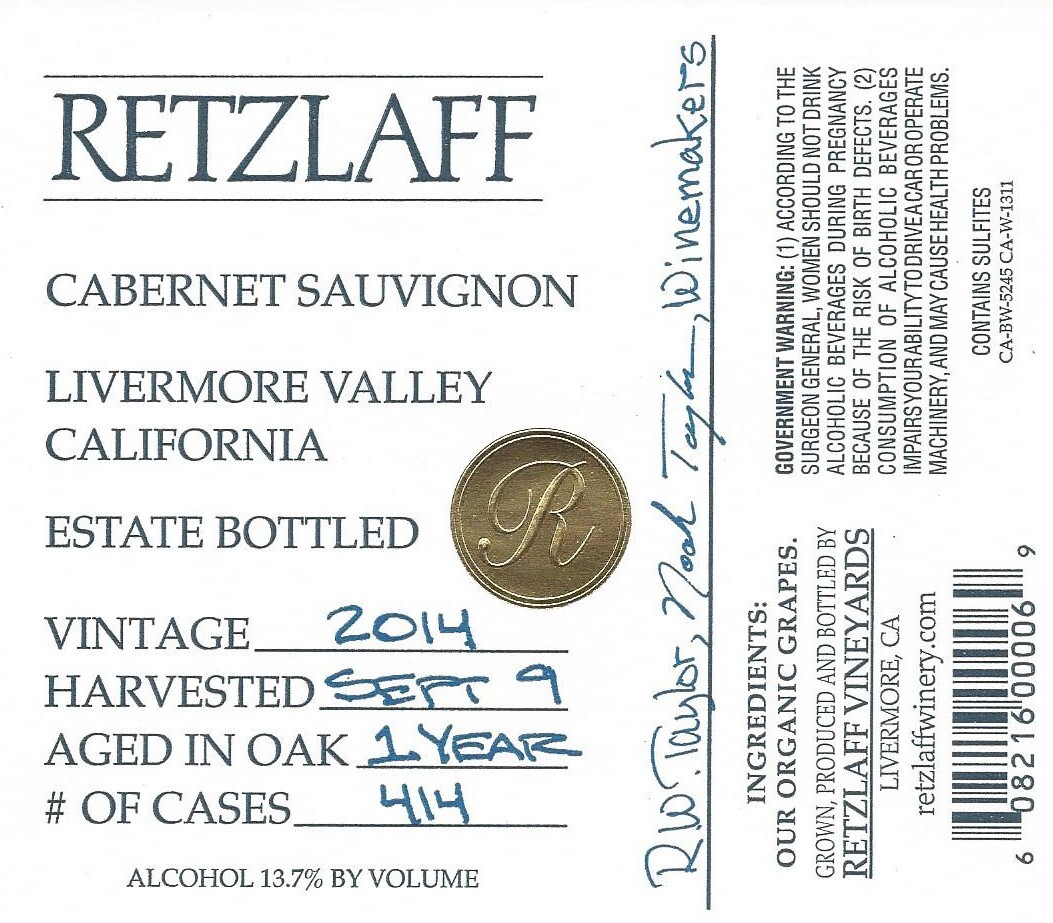 RETZLAFF
CABERNET SAUVIGNON
LIVERMORE VALLEY
CALIFORNIA
ESTATE BOTTLED
R
VINTAGE 2014
HARVESTED SEPT 9
AGED IN OAK 1 YEAR
# OF CASES 414
ALCOHOL 13.7% BY VOLUME
R.W. Taylor, Noah Taylor, Winemakers
INGREDIENTS:
OUR ORGANIC GRAPES.
GROWN, PRODUCED AND BOTTLED BY
RETZLAFF VINEYARDS
LIVERMORE, CA
retzlaffwinery.com
GOVERNMENT WARNING: (1) ACCORDING TO THE
SURGEON GENERAL, WOMEN SHOULD NOT DRINK
ALCOHOLIC BEVERAGES DURING PREGNANCY
BECAUSE OF THE RISK OF BIRTH DEFECTS. (2)
CONSUMPTION OF ALCOHOLIC BEVERAGES
IMPAIRS YOUR ABILITY TO DRIVE A CAR OR OPERATE
MACHINERY, AND MAY CAUSE HEALTH PROBLEMS.
CONTAINS SULFITES
CA-BW-5245 CA-W-1311
6 08216 00006 9